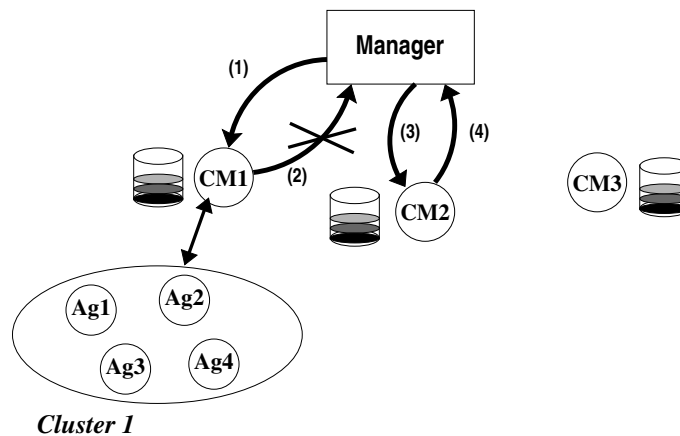 Manager
(1)
(2)
(3)
(4)
CM1
CM2
CM3
Ag1
Ag2
Ag3
Ag4
Cluster 1